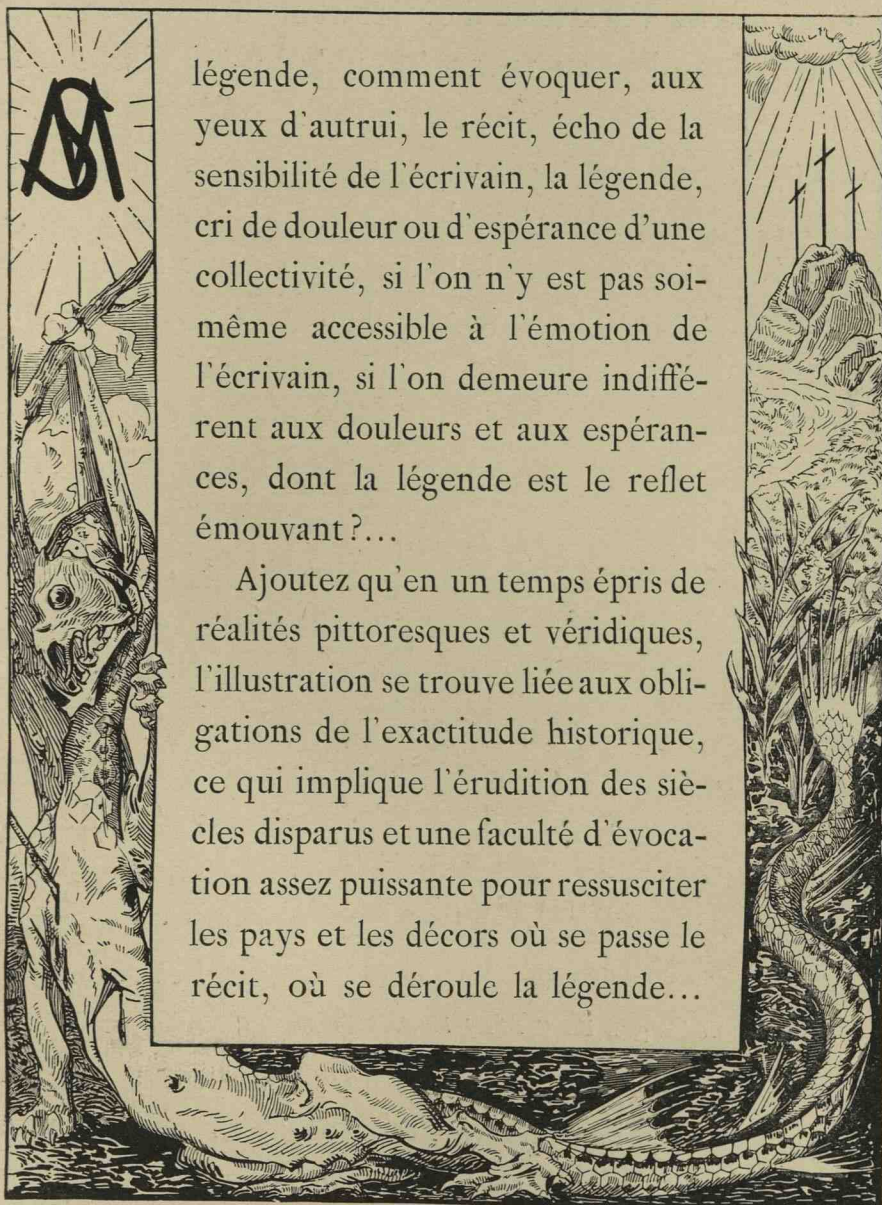 légende, comment évoquer, aux
yeux d'autrui, le récit, écho de la
sensibilité de l'écrivain, la légende,
cri de douleur ou d'espérance d'une
collectivité, si l'on n'y est pas soi-
même accessible à l'émotion de
l'écrivain, si l'on demeure indiffé-
rent aux douleurs et aux espéran-
ces, dont la légende est le reflet
émouvant ?...
Ajoutez qu'en un temps épris de
réalités pittoresques et véridiques,
l'illustration se trouve liée aux obli-
gations de l'exactitude historique,
ce qui implique l'érudition des siè-
cles disparus et une faculté d'évoca-
tion assez puissante pour ressusciter
les pays et les décors où se passe le
récit, où se déroule la légende...